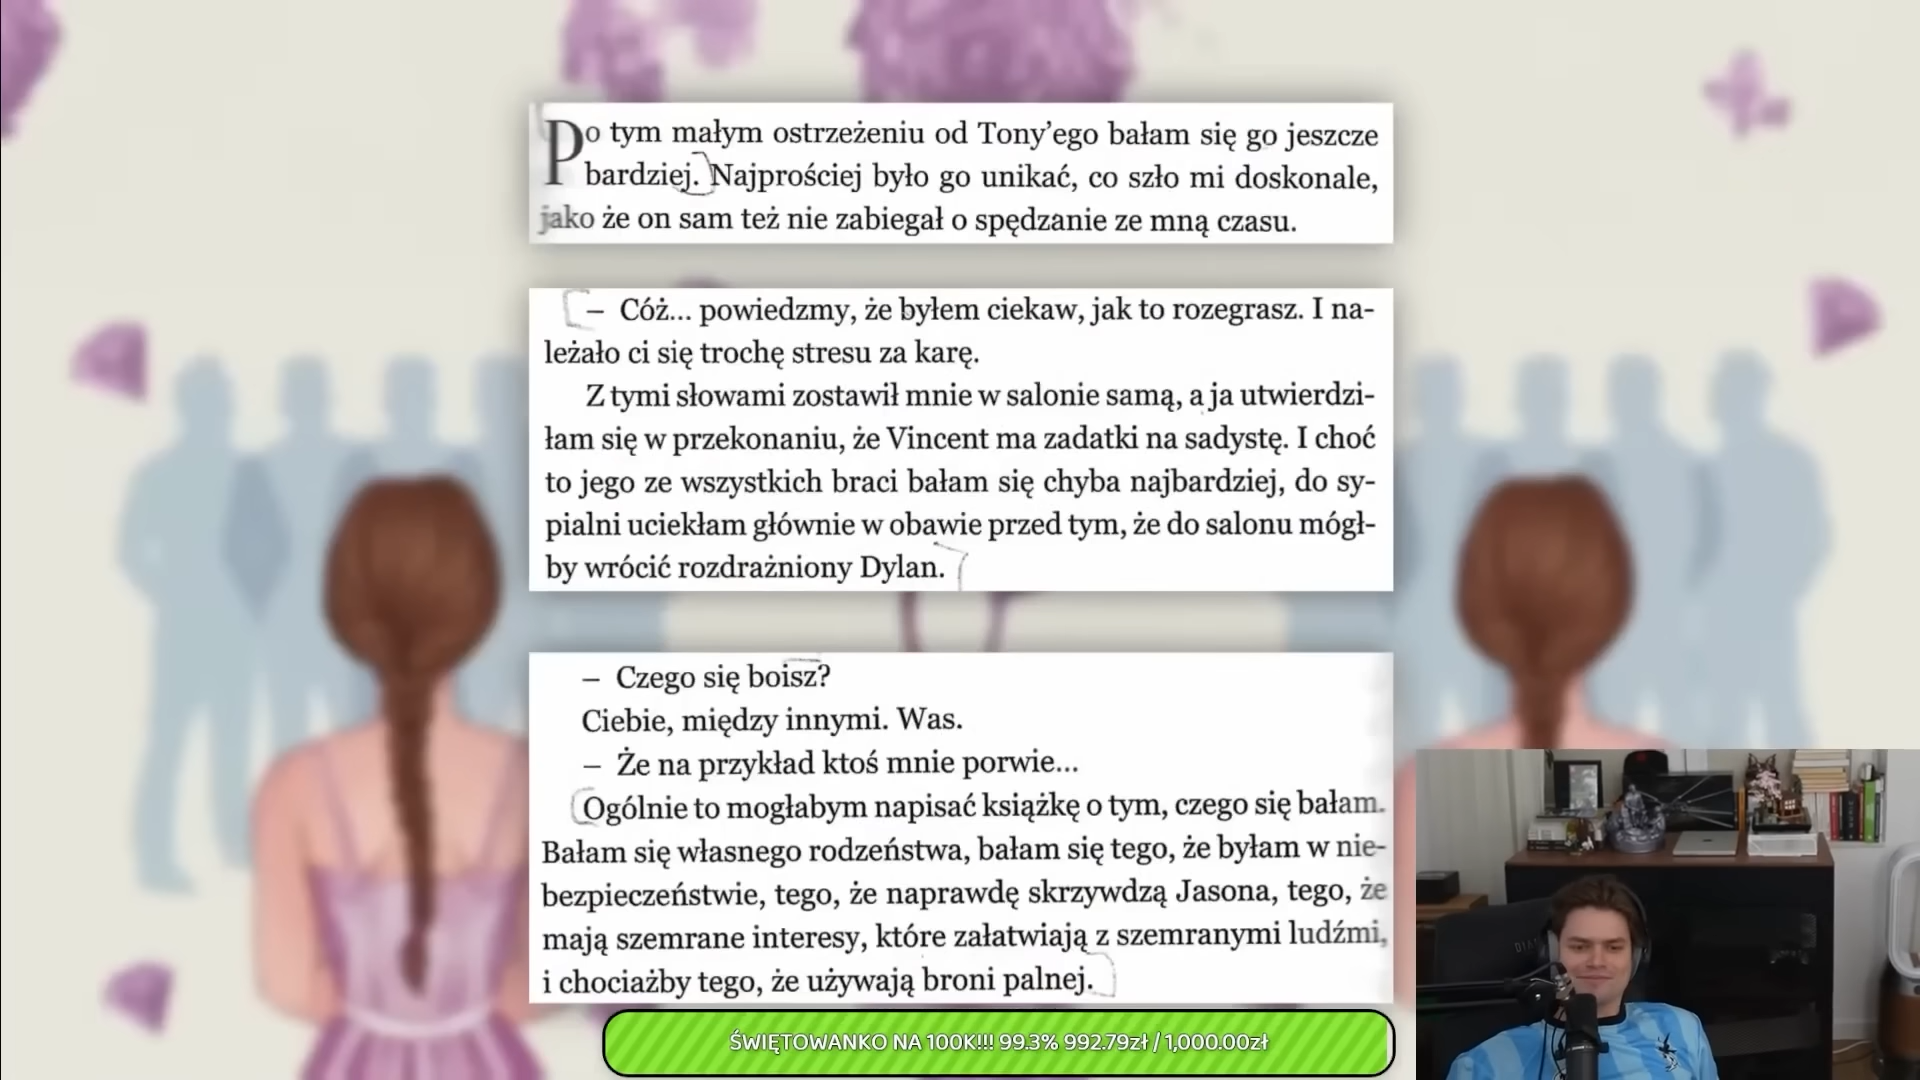 Po tym małym ostrzeżeniu od Tony’ego bałam się go jeszcze
bardziej. Najprościej było go unikać, co szło mi doskonale,
jako że on sam też nie zabiegał o spędzanie ze mną czasu.
– Cóż... powiedzmy, że byłem ciekaw, jak to rozegrasz. I na-
leżało ci się trochę stresu za karę.
Z tymi słowami zostawił mnie w salonie samą, a ja utwierdzi-
łam się w przekonaniu, że Vincent ma zadatki na sadystę. I choć
to jego ze wszystkich braci bałam się chyba najbardziej, do sy-
pialni uciekłam głównie w obawie przed tym, że do salonu mógł-
by wrócić rozdrażniony Dylan.
– Czego się boisz?
Ciebie, między innymi. Was.
– Że na przykład ktoś mnie porwie...
Ogólnie to mogłabym napisać książkę o tym, czego się bałam.
Bałam się własnego rodzeństwa, bałam się tego, że byłam w nie-
bezpieczeństwie, tego, że naprawdę skrzywdzą Jasona, tego, że
mają szemrane interesy, które załatwiają z szemranymi ludźmi,
i chociażby tego, że używają broni palnej.
ŚWIĘTOWANKO NA 100K!!! 99.3% 992.79zł / 1,000.00zł